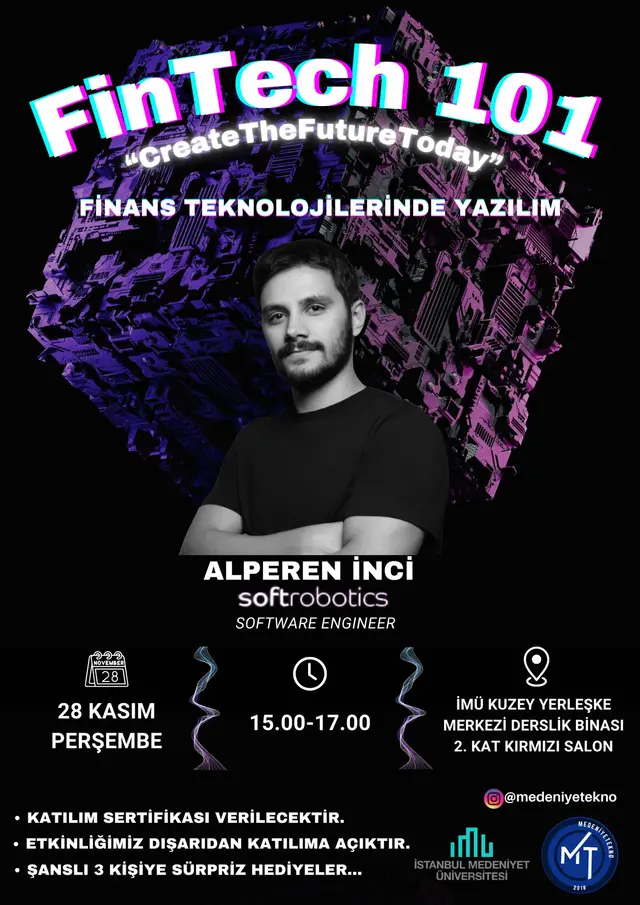 FinTech 101
“CreateTheFutureToday”
FİNANS TEKNOLOJİLERİNDE YAZILIM
ALPEREN İNCİ
softrobotics
SOFTWARE ENGINEER
NOVEMBER
28
28 KASIM
PERŞEMBE
15.00-17.00
İMÜ KUZEY YERLEŞKE
MERKEZİ DERSLİK BİNASI
2. KAT KIRMIZI SALON
@medeniyetekno
• KATILIM SERTİFİKASI VERİLECEKTİR.
• ETKİNLİĞİMİZ DIŞARIDAN KATILIMA AÇIKTIR.
• ŞANSLI 3 KİŞİYE SÜRPRİZ HEDİYELER...
İSTANBUL MEDENİYET
ÜNİVERSİTESİ
MEDENİYETEKNO
MT
2018